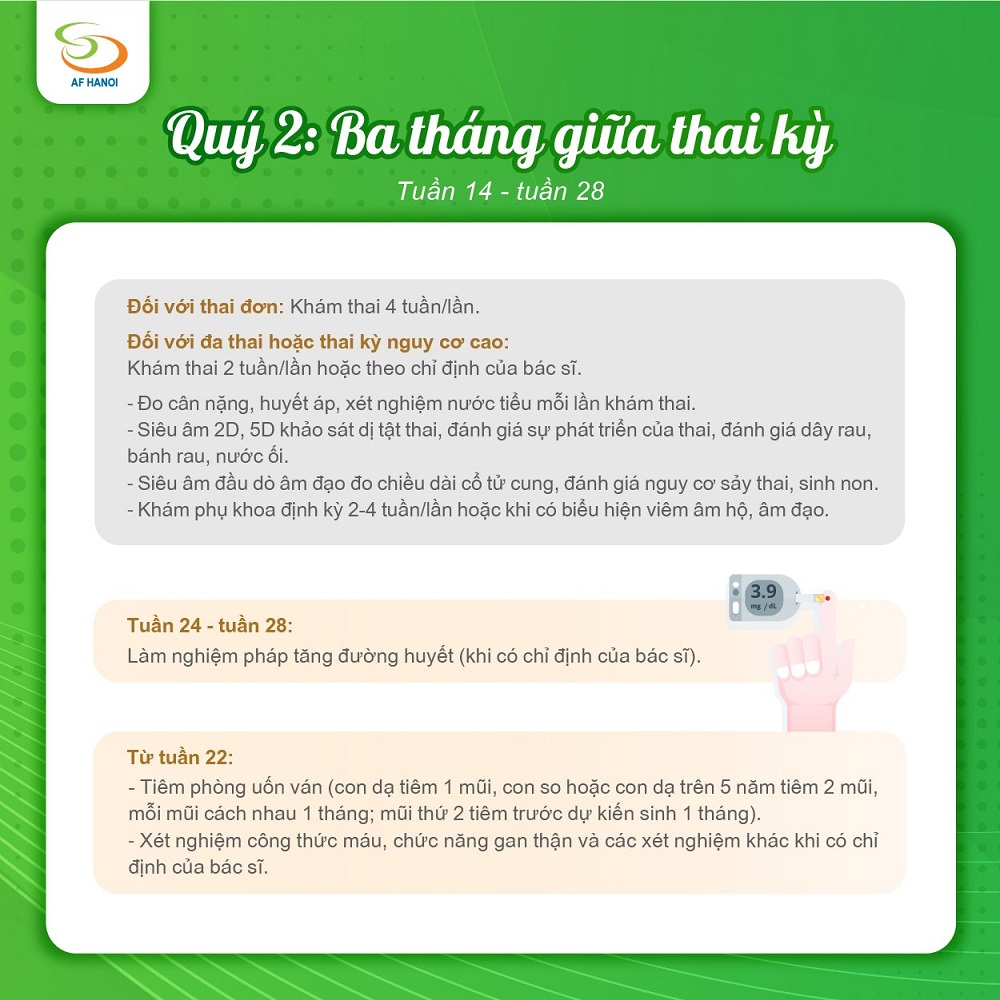 AF HANOI
Quý 2: Ba tháng giữa thai kỳ
Tuần 14 - tuần 28
Đối với thai đơn: Khám thai 4 tuần/lần.
Đối với đa thai hoặc thai kỳ nguy cơ cao:
Khám thai 2 tuần/lần hoặc theo chỉ định của bác sĩ.
- Đo cân nặng, huyết áp, xét nghiệm nước tiểu mỗi lần khám thai.
- Siêu âm 2D, 5D khảo sát dị tật thai, đánh giá sự phát triển của thai, đánh giá dây rau,
bánh rau, nước ối.
- Siêu âm đầu dò âm đạo đo chiều dài cổ tử cung, đánh giá nguy cơ sảy thai, sinh non.
- Khám phụ khoa định kỳ 2-4 tuần/lần hoặc khi có biểu hiện viêm âm hộ, âm đạo.
3.9
mg / dL
Tuần 24 - tuần 28:
Làm nghiệm pháp tăng đường huyết (khi có chỉ định của bác sĩ).
Từ tuần 22:
- Tiêm phòng uốn ván (con dạ tiêm 1 mũi, con so hoặc con dạ trên 5 năm tiêm 2 mũi,
mỗi mũi cách nhau 1 tháng; mũi thứ 2 tiêm trước dự kiến sinh 1 tháng).
- Xét nghiệm công thức máu, chức năng gan thận và các xét nghiệm khác khi có chỉ
định của bác sĩ.